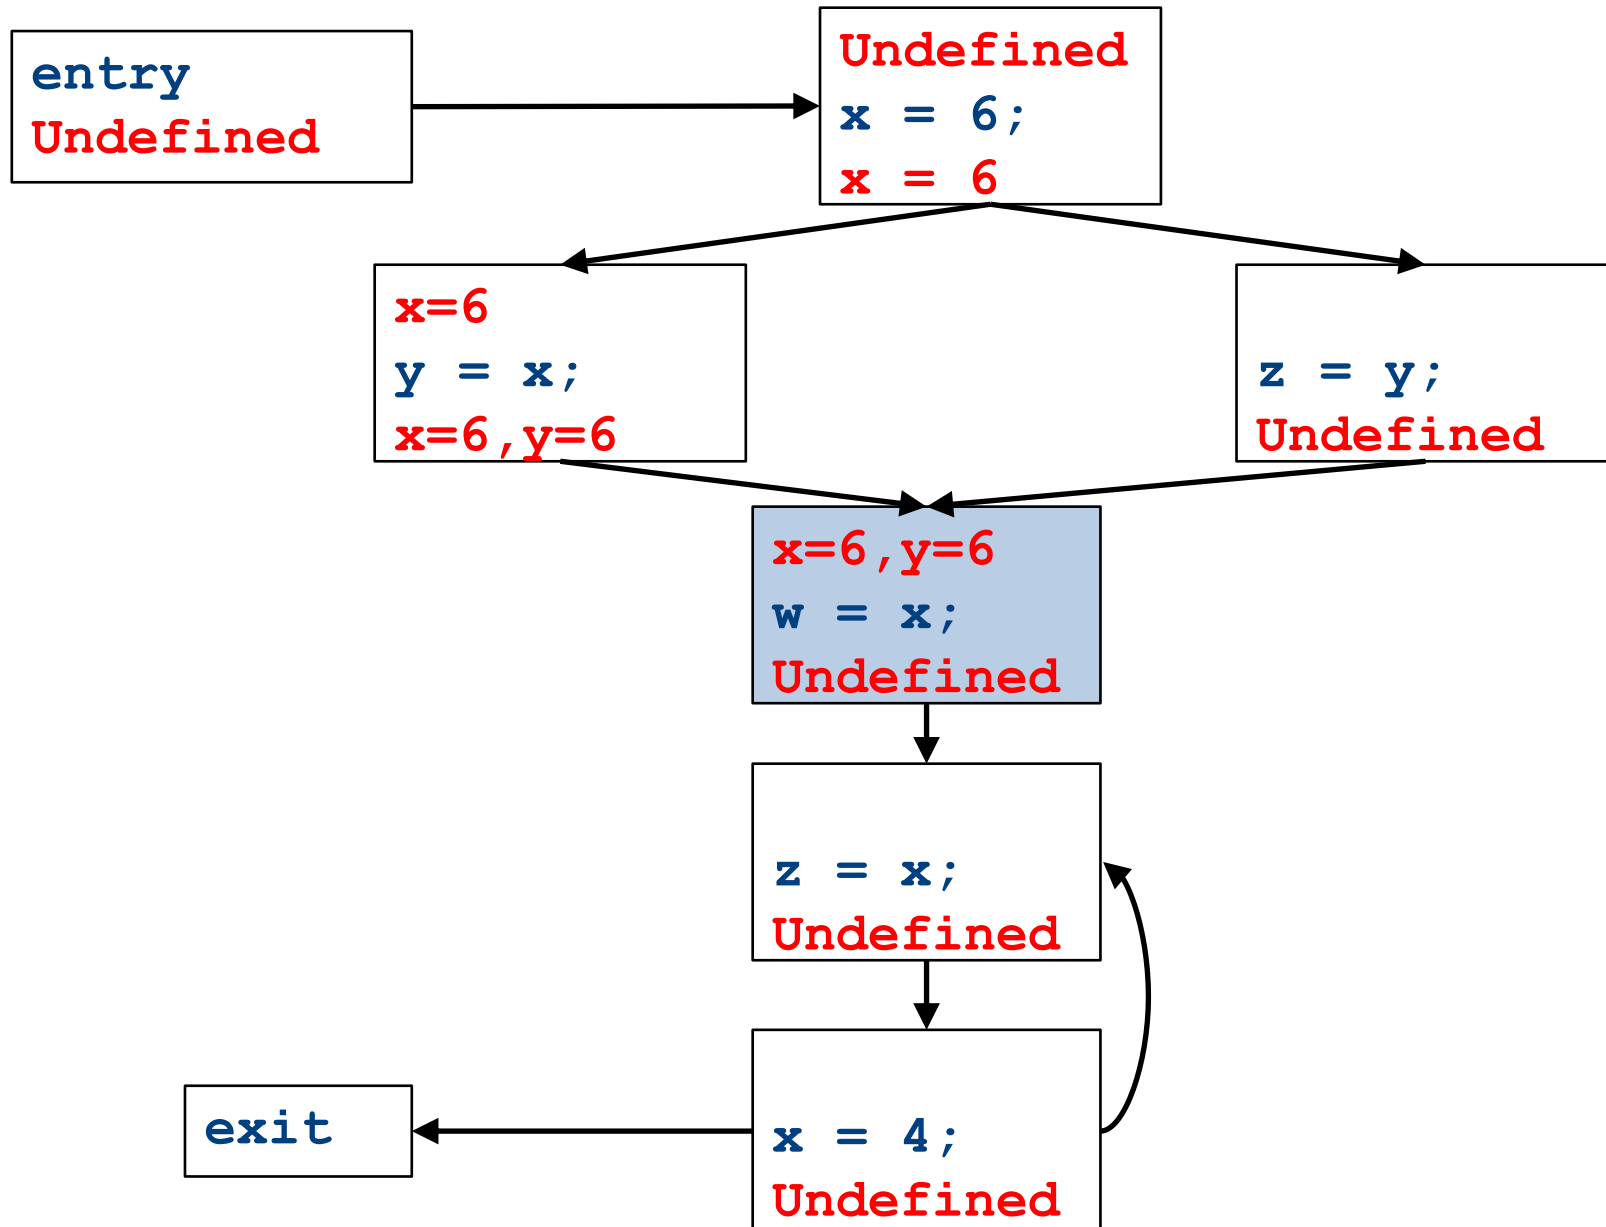 entry
Undefined
Undefined
x = 6;
x = 6
x=6
y = x;
x=6,y=6
z = y;
Undefined
x=6,y=6
w = x;
Undefined
z = x;
Undefined
exit
x = 4;
Undefined